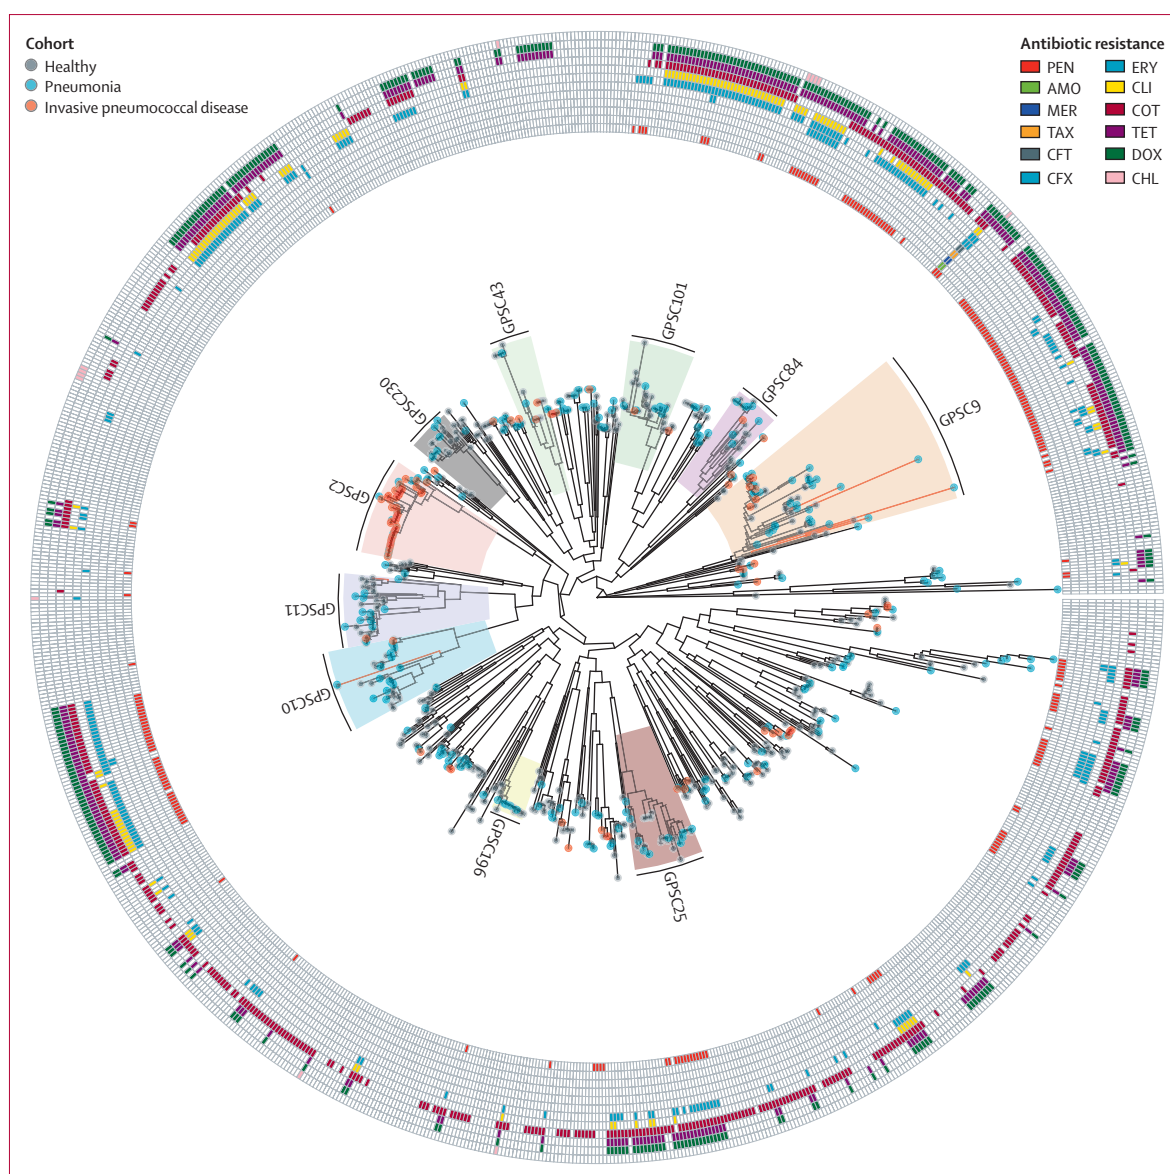 Cohort
Healthy
Pneumonia
Invasive pneumococcal disease
Antibiotic resistance
PEN
AMO
MER
TAX
CFT
CFX
ERY
CLI
COT
TET
DOX
CHL
GPSC43
GPSC101
GPSC84
GPSC9
GPSC230
GPSC2
GPSC11
GPSC10
GPSC196
GPSC25